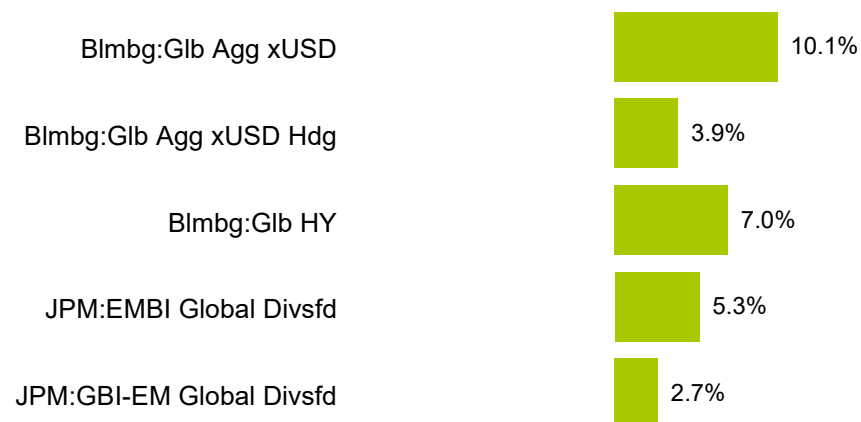 Blmbg:Glb Agg xUSD 10.1%
Blmbg:Glb Agg xUSD Hdg 3.9%
Blmbg:Glb HY 7.0%
JPM:EMBI Global Divsfd 5.3%
JPM:GBI-EM Global Divsfd 2.7%